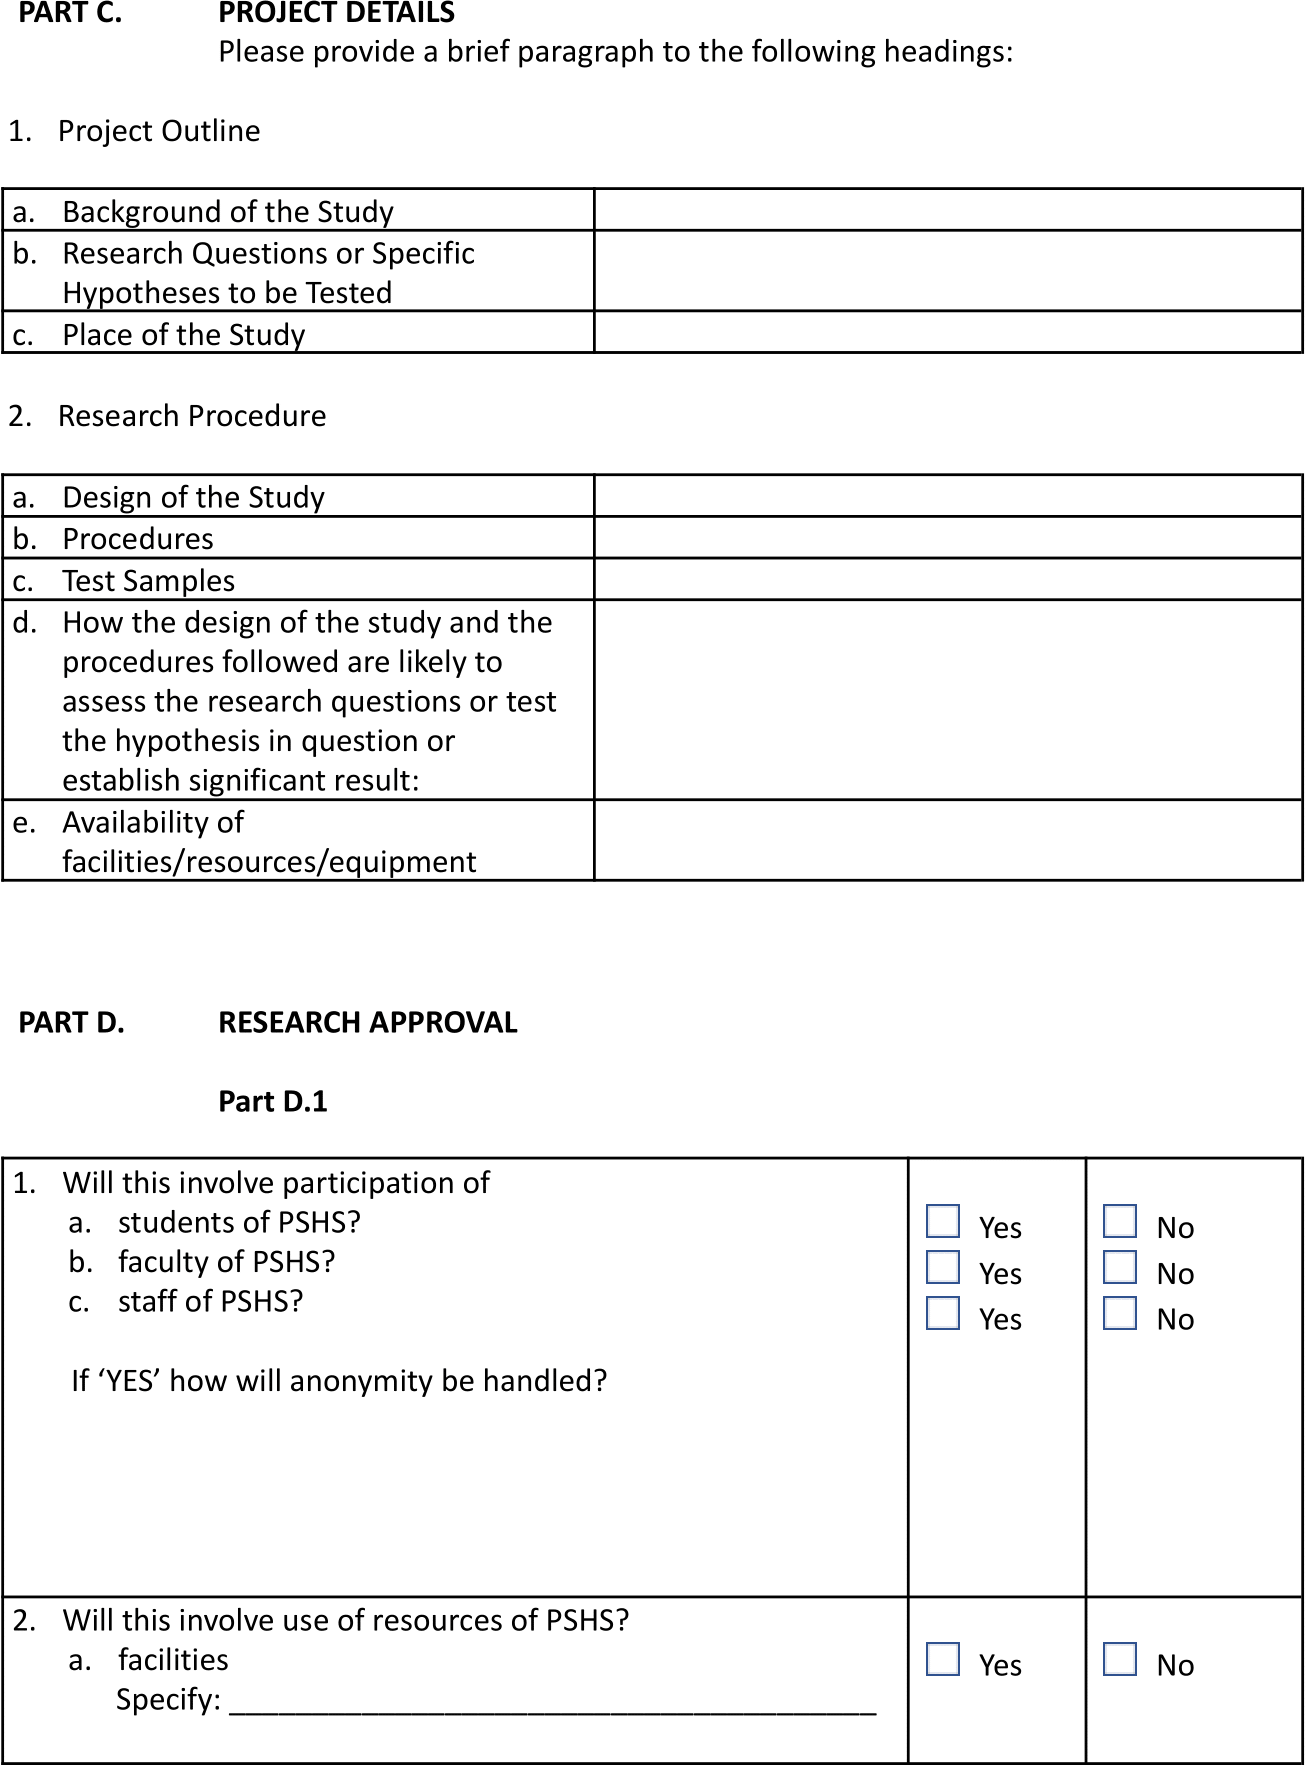 PART C. PROJECT DETAILS
Please provide a brief paragraph to the following headings:
1. Project Outline
a. Background of the Study
b. Research Questions or Specific
Hypotheses to be Tested
c. Place of the Study
2. Research Procedure
a. Design of the Study
b. Procedures
c. Test Samples
d. How the design of the study and the
procedures followed are likely to
assess the research questions or test
the hypothesis in question or
establish significant result:
e. Availability of
facilities/resources/equipment
PART D. RESEARCH APPROVAL
Part D.1
1. Will this involve participation of
a. students of PSHS? Yes No
b. faculty of PSHS? Yes No
c. staff of PSHS? Yes No
If ‘YES’ how will anonymity be handled?
2. Will this involve use of resources of PSHS?
a. facilities Yes No
Specify: ________________________________________